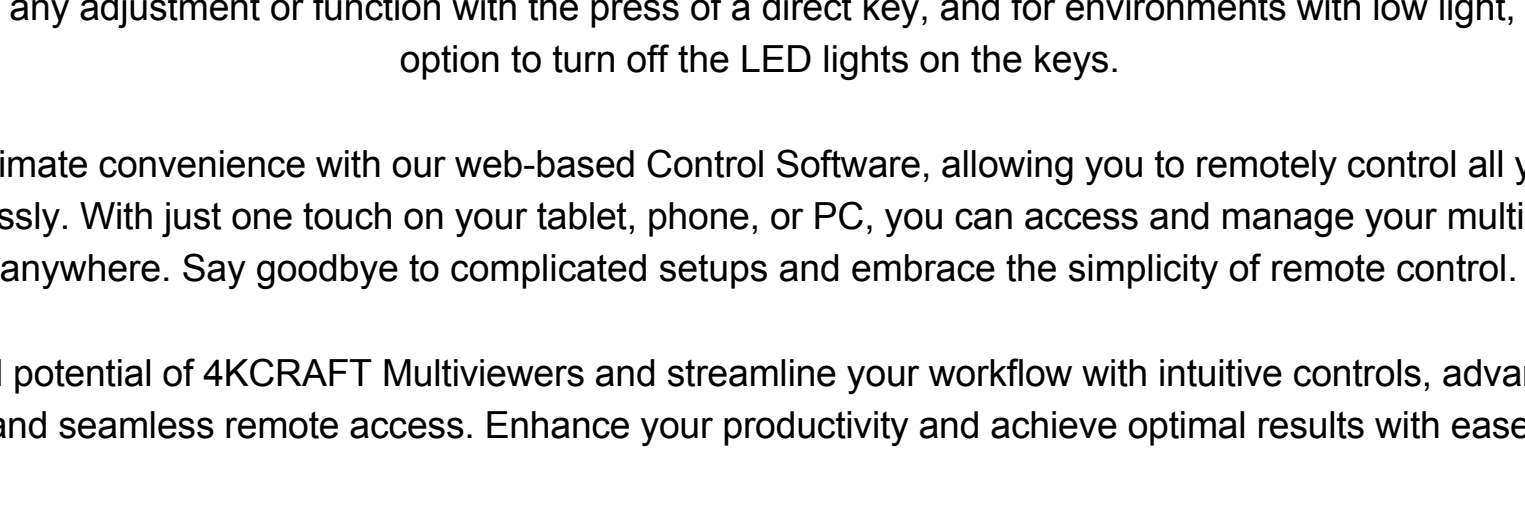 any adjustment or function with the press of a direct key, and for environments with low light,
option to turn off the LED lights on the keys.
convenience with our web-based Control Software, allowing you to remotely control all
With just one touch on your tablet, phone, or PC, you can access and manage your multi
anywhere. Say goodbye to complicated setups and embrace the simplicity of remote control.
potential of 4KCRAFT Multiviewers and streamline your workflow with intuitive controls,
and seamless remote access. Enhance your productivity and achieve optimal results with ease